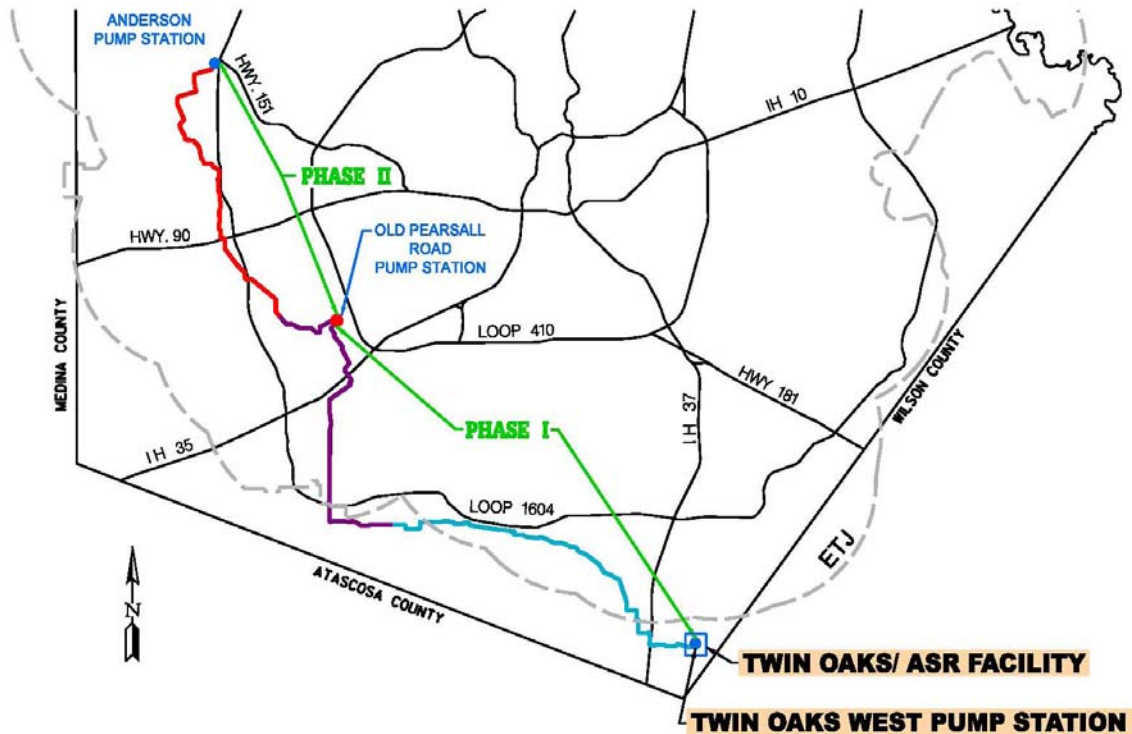 ANDERSON
PUMP STATION
HWY. 151
IH 10
PHASE II
HWY. 90
OLD PEARSALL
ROAD
PUMP STATION
MEDINA COUNTY
LOOP 410
WILSON COUNTY
HWY 181
IH 37
PHASE I
IH 35
LOOP 1604
ETJ
ATASCOSA COUNTY
N
TWIN OAKS/ ASR FACILITY
TWIN OAKS WEST PUMP STATION